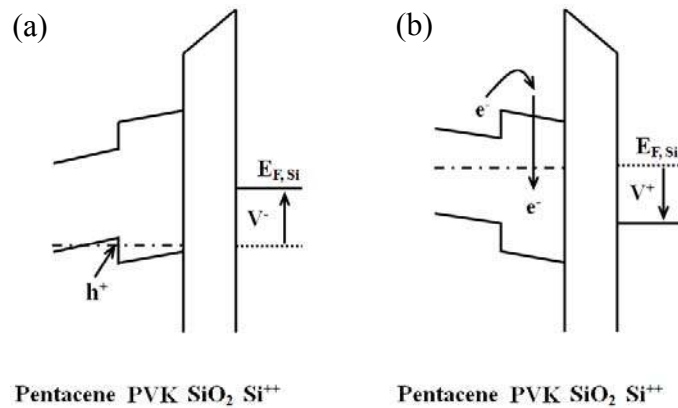 (a)
(b)
e⁻
E_F, Si
V⁻
h⁺
E_F, Si
V⁺
e⁻
Pentacene PVK SiO₂ Si⁺⁺
Pentacene PVK SiO₂ Si⁺⁺